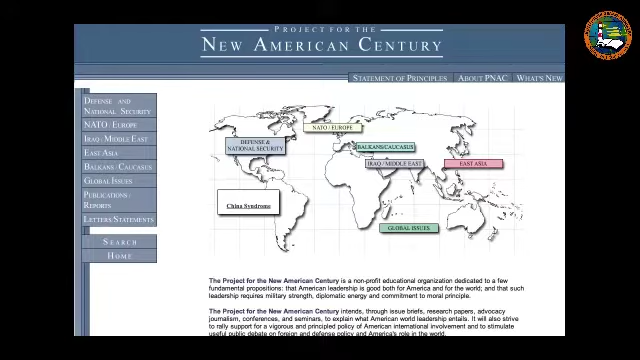 PROJECT FOR THE
NEW AMERICAN CENTURY
STATEMENT OF PRINCIPLES
ABOUT PNAC
WHAT'S NEW
DEFENSE AND
NATIONAL SECURITY
NATO / EUROPE
IRAQ / MIDDLE EAST
EAST ASIA
BALKANS / CAUCASUS
GLOBAL ISSUES
PUBLICATIONS /
REPORTS
LETTERS STATEMENTS
SEARCH
HOME
NATO / EUROPE
DEFENSE &
NATIONAL SECURITY
BALKANS/CAUCASUS
IRAQ / MIDDLE EAST
EAST ASIA
China Syndrome
GLOBAL ISSUES
The Project for the New American Century is a non-profit educational organization dedicated to a few
fundamental propositions: that American leadership is good both for America and for the world; and that such
leadership requires military strength, diplomatic energy and commitment to moral principle.
The Project for the New American Century intends, through issue briefs, research papers, advocacy
journalism, conferences, and seminars, to explain what American world leadership entails. It will also strive
to rally support for a vigorous and principled policy of American international involvement and to stimulate
useful public debate on foreign and defense policy and America's role in the world.